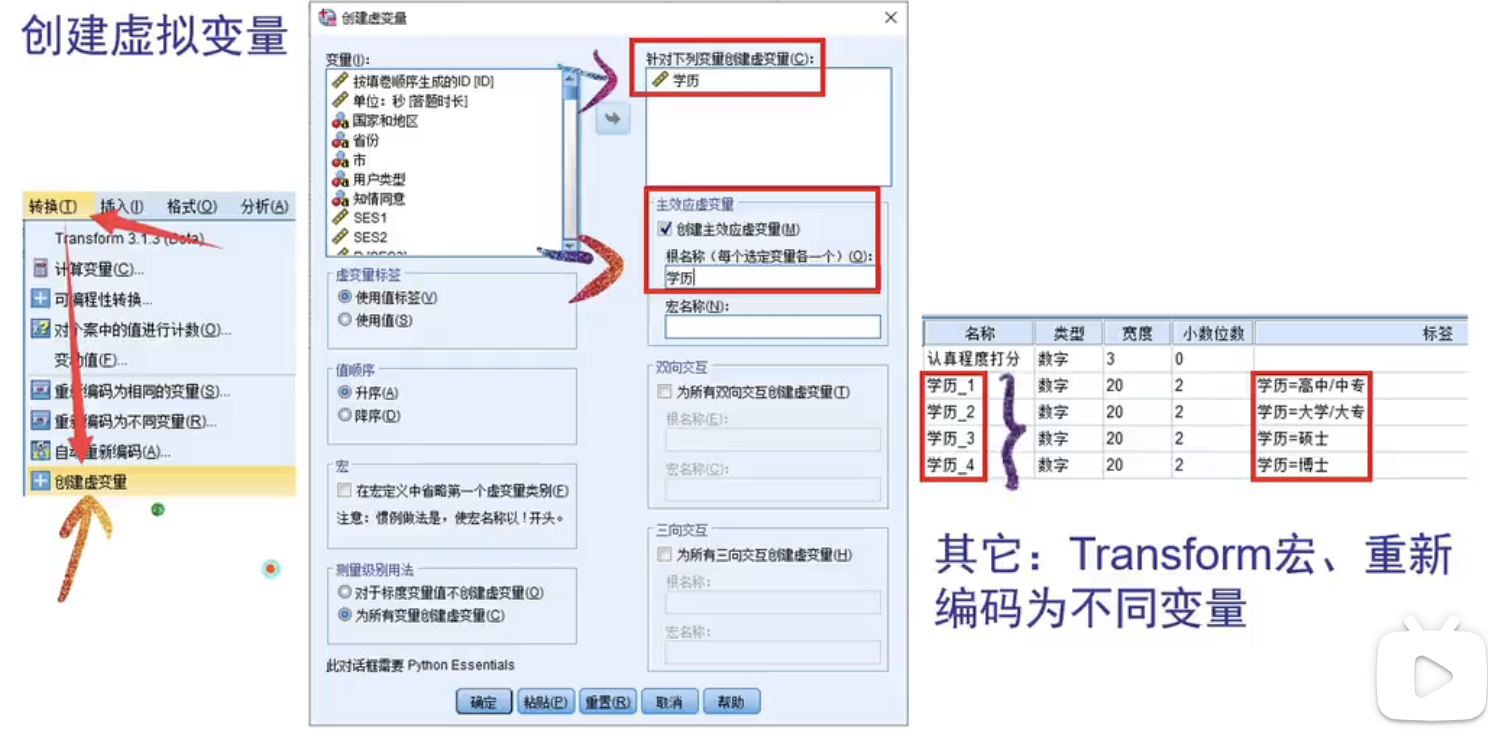 创建虚拟变量
转换(T) 插入(I) 格式(O) 分析(A)
Transform 3.1.3 (Beta)
计算变量(C)...
可编程性转换...
对个案中的值进行计数(O)...
变动值(F)...
重新编码为相同的变量(S)...
重新编码为不同变量(R)...
自动重新编码(A)...
创建虚变量
创建虚变量
变量(I):
按填卷顺序生成的ID [ID]
单位：秒 [答题时长]
国家和地区
省份
市
用户类型
知情同意
SES1
SES2
虚变量标签
使用值标签(V)
使用值(S)
值顺序
升序(A)
降序(D)
宏
在宏定义中省略第一个虚变量类别(F)
注意：惯例做法是，使宏名称以！开头。
测量级别用法
对于标度变量值不创建虚变量(O)
为所有变量创建虚变量(C)
此对话框需要 Python Essentials
针对下列变量创建虚变量(C):
学历
主效应虚变量
创建主效应虚变量(M)
根名称（每个选定变量各一个）(O):
学历
宏名称(N):
双向交互
为所有双向交互创建虚变量(T)
根名称(E):
宏名称(C):
三向交互
为所有三向交互创建虚变量(H)
根名称:
宏名称:
确定 粘贴(P) 重置(R) 取消 帮助
名称 类型 宽度 小数位数 标签
认真程度打分 数字 3 0
学历_1 数字 20 2 学历=高中/中专
学历_2 数字 20 2 学历=大学/大专
学历_3 数字 20 2 学历=硕士
学历_4 数字 20 2 学历=博士
其它：Transform宏、重新
编码为不同变量